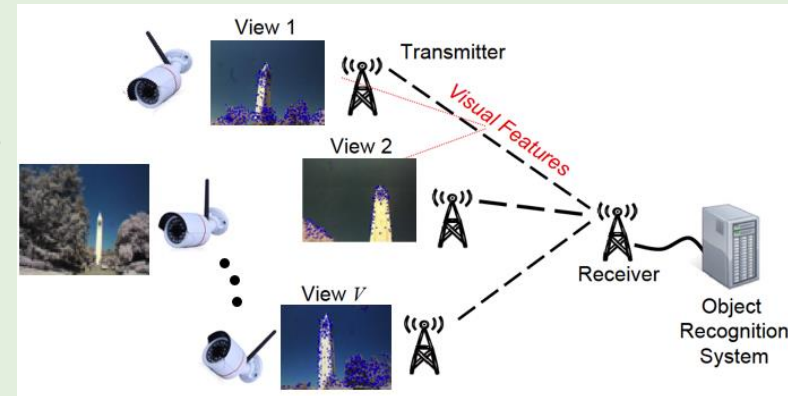 View 1
Transmitter
Visual Features
View 2
Receiver
View V
Object
Recognition
System